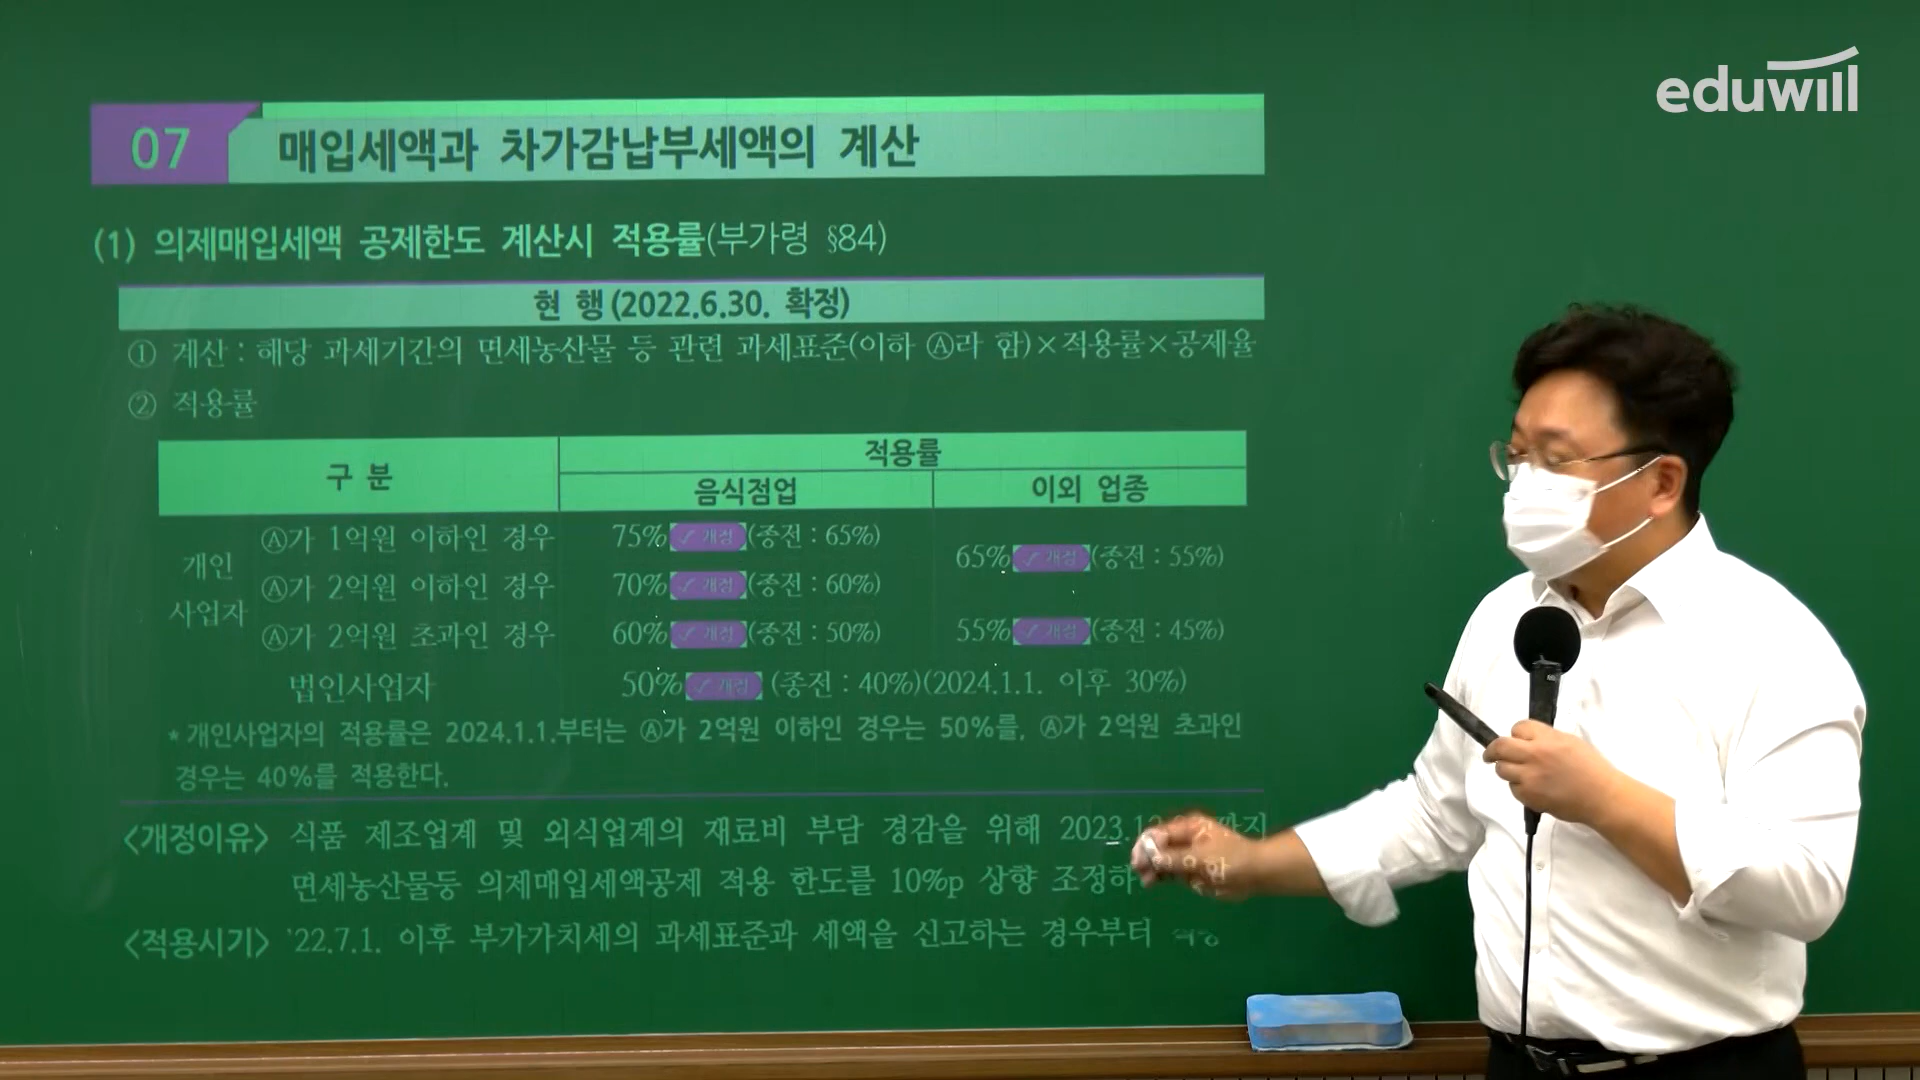 eduwill
07 매입세액과 차가감납부세액의 계산
(1) 의제매입세액 공제한도 계산시 적용률(부가령 §84)
현 행(2022.6.30. 확정)
① 계산 : 해당 과세기간의 면세농산물 등 관련 과세표준(이하 Ⓐ라 함)×적용률×공제율
② 적용률
구 분
적용률
음식점업
이외 업종
개인
사업자
Ⓐ가 1억원 이하인 경우
75% ✓ 개정 (종전 : 65%)
65% ✓ 개정 (종전 : 55%)
Ⓐ가 2억원 이하인 경우
70% ✓ 개정 (종전 : 60%)
Ⓐ가 2억원 초과인 경우
60% ✓ 개정 (종전 : 50%)
55% ✓ 개정 (종전 : 45%)
법인사업자
50% ✓ 개정 (종전 : 40%)(2024.1.1. 이후 30%)
* 개인사업자의 적용률은 2024.1.1.부터는 Ⓐ가 2억원 이하인 경우는 50%를, Ⓐ가 2억원 초과인
경우는 40%를 적용한다.
<개정이유> 식품 제조업계 및 외식업계의 재료비 부담 경감을 위해
면세농산물등 의제매입세액공제 적용 한도를 10%p 상향
<적용시기> '22.7.1. 이후 부가가치세의 과세표준과 세액을 신고하는 경우부터